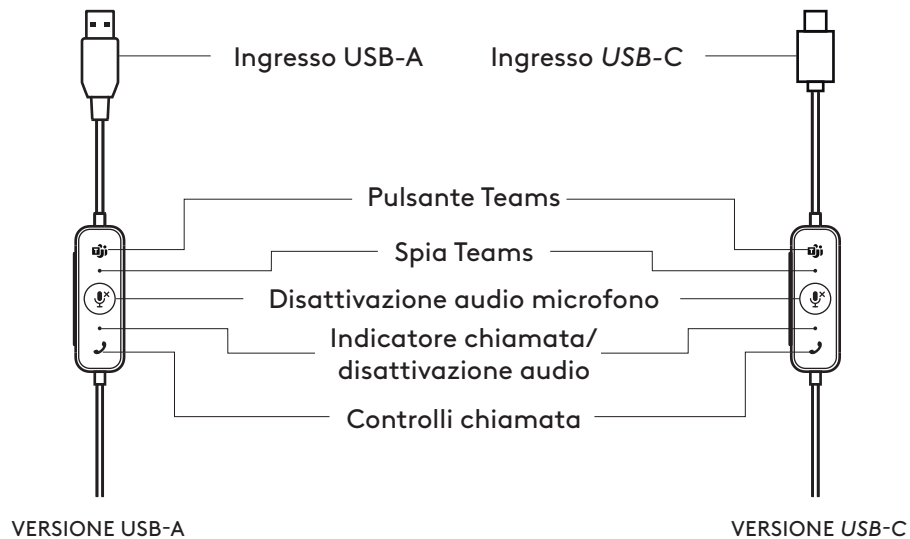 Ingresso USB-A
Ingresso USB-C
Pulsante Teams
Spia Teams
Disattivazione audio microfono
Indicatore chiamata/
disattivazione audio
Controlli chiamata
VERSIONE USB-A
VERSIONE USB-C